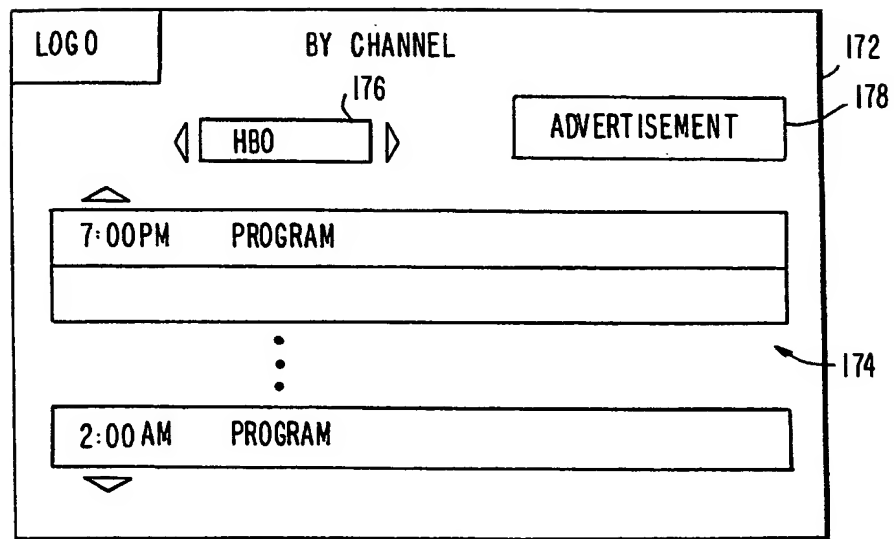 LOGO
BY CHANNEL
172
176
178
HBO
ADVERTISEMENT
7:00PM PROGRAM
174
2:00AM PROGRAM